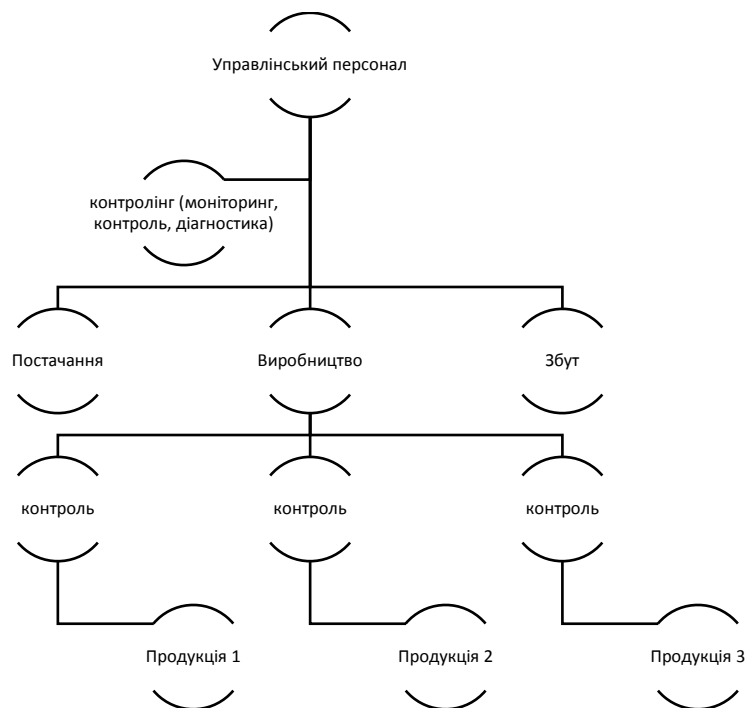 Управлінський персонал
контролінг (моніторинг,
контроль, діагностика)
Постачання
Виробництво
Збут
контроль
контроль
контроль
Продукція 1
Продукція 2
Продукція 3